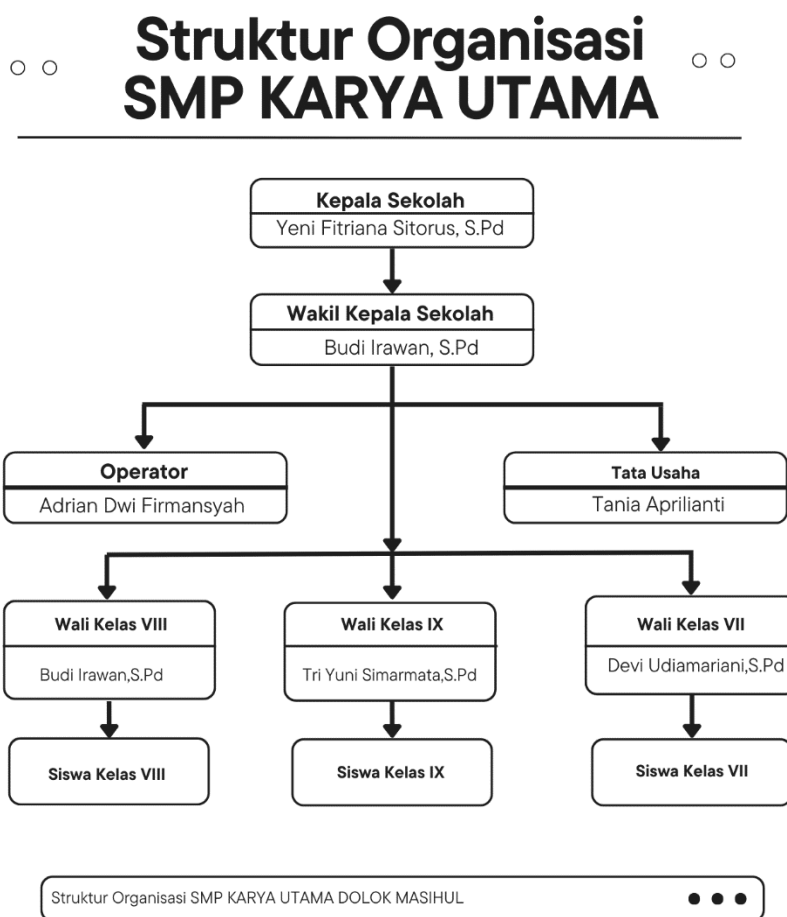 Struktur Organisasi
SMP KARYA UTAMA
Kepala Sekolah
Yeni Fitriana Sitorus, S.Pd
Wakil Kepala Sekolah
Budi Irawan, S.Pd
Operator
Adrian Dwi Firmansyah
Tata Usaha
Tania Aprilianti
Wali Kelas VIII
Budi Irawan,S.Pd
Wali Kelas IX
Tri Yuni Simarmata,S.Pd
Wali Kelas VII
Devi Udiamariani,S.Pd
Siswa Kelas VIII
Siswa Kelas IX
Siswa Kelas VII
Struktur Organisasi SMP KARYA UTAMA DOLOK MASIHUL